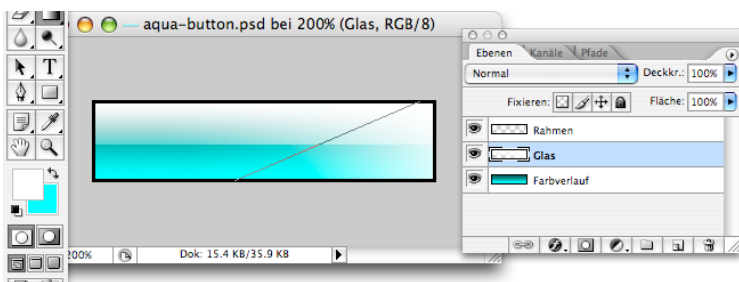 aqua-button.psd bei 200% (Glas, RGB/8)
T
200%
Dok: 15.4 KB/35.9 KB
Ebenen Kanäle Pfade
Normal Deckkr.: 100%
Fixieren: Fläche: 100%
Rahmen
Glas
Farbverlauf